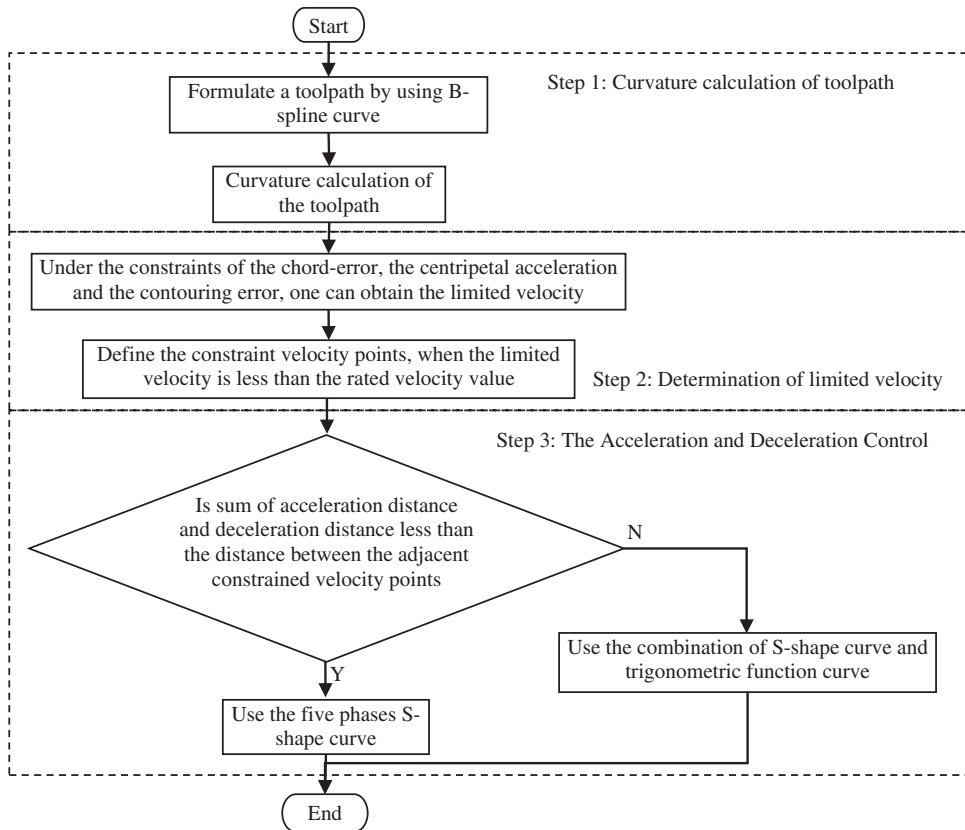 Start
Step 1: Curvature calculation of toolpath
Formulate a toolpath by using B-
spline curve
Curvature calculation of
the toolpath
Under the constraints of the chord-error, the centripetal acceleration
and the contouring error, one can obtain the limited velocity
Define the constraint velocity points, when the limited
velocity is less than the rated velocity value
Step 2: Determination of limited velocity
Step 3: The Acceleration and Deceleration Control
Is sum of acceleration distance
and deceleration distance less than
the distance between the adjacent
constrained velocity points
N
Use the combination of S-shape curve and
trigonometric function curve
Y
Use the five phases S-
shape curve
End